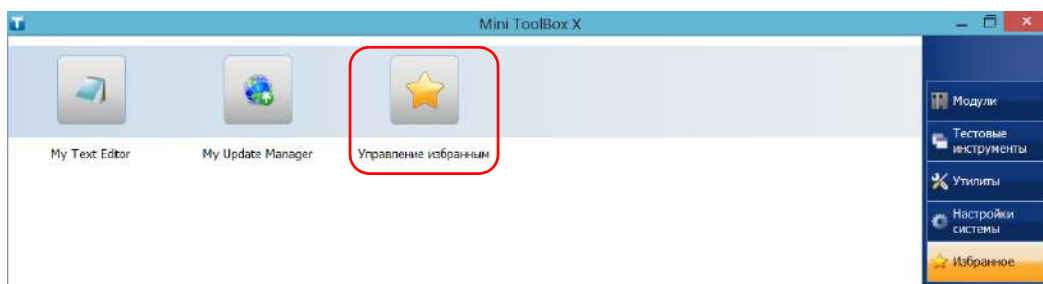 Mini ToolBox X
My Text Editor
My Update Manager
Управление избранным
Модули
Тестовые
инструменты
Утилиты
Настройки
системы
Избранное